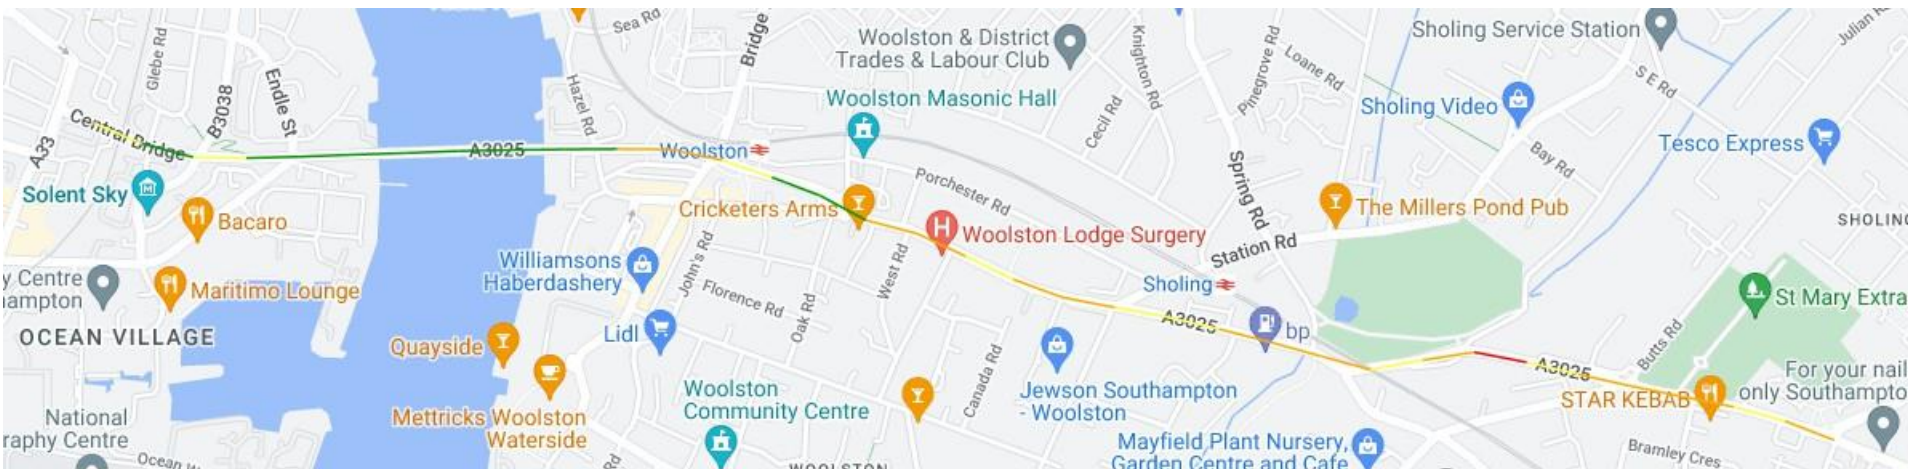 Sea Rd
Bridge
Glebe Rd
B3038
Endle St
Hazel Rd
Woolston & District
Trades & Labour Club
Knighton Rd
Pinegrove Rd
Loane Rd
Sholing Service Station
S E Rd
Central Bridge
A33
A3025
Woolston
Woolston Masonic Hall
Cecil Rd
Sholing Video
Bay Rd
Tesco Express
Solent Sky
Bacaro
Cricketers Arms
Porchester Rd
Spring Rd
The Millers Pond Pub
Woolston Lodge Surgery
Station Rd
Williamsons
Haberdashery
John's Rd
West Rd
Sholing
y Centre
Maritimo Lounge
Florence Rd
Oak Rd
A3025
bp
St Mary Extra
OCEAN VILLAGE
Quayside
Lidl
Canada Rd
Butts Rd
A3025
Mettricks Woolston
Waterside
Woolston
Community Centre
Jewson Southampton
- Woolston
STAR KEBAB
For your nail
only Southampto
National
raphy Centre
Mayfield Plant Nursery,
Garden Centre and Cafe
Bramley Cres
Ocean
Rd
WOOLSTON